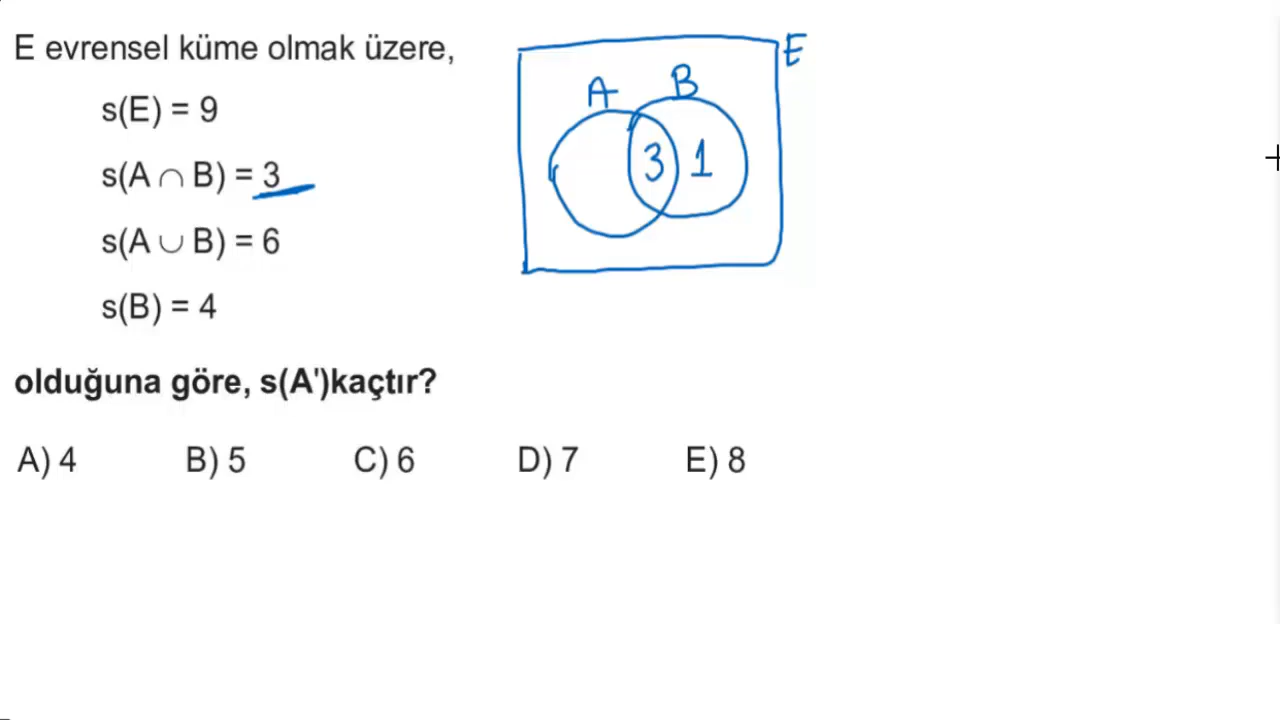 E evrensel küme olmak üzere,
s(E) = 9
s(A ∩ B) = 3
s(A ∪ B) = 6
s(B) = 4
olduğuna göre, s(A')kaçtır?
A) 4 B) 5 C) 6 D) 7 E) 8
E
A B
3 1